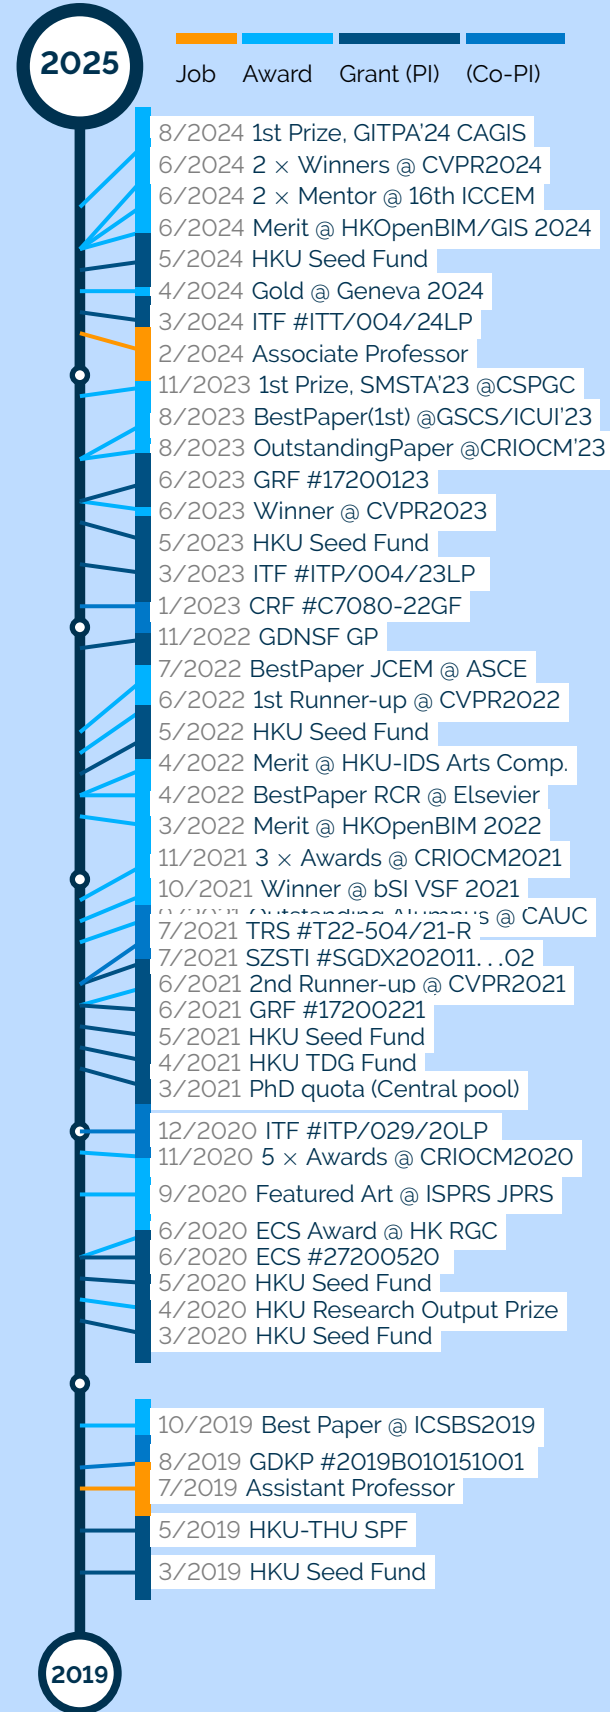 2025
Job Award Grant (PI) (Co-PI)
8/2024 1st Prize, GITPA'24 CAGIS
6/2024 2 × Winners @ CVPR2024
6/2024 2 × Mentor @ 16th ICCEM
6/2024 Merit @ HKOpenBIM/GIS 2024
5/2024 HKU Seed Fund
4/2024 Gold @ Geneva 2024
3/2024 ITF #ITT/004/24LP
2/2024 Associate Professor
11/2023 1st Prize, SMSTA'23 @CSPGC
8/2023 BestPaper(1st) @GSCS/ICUI'23
8/2023 OutstandingPaper @CRIOCM'23
6/2023 GRF #17200123
6/2023 Winner @ CVPR2023
5/2023 HKU Seed Fund
3/2023 ITF #ITP/004/23LP
1/2023 CRF #C7080-22GF
11/2022 GDNSF GP
7/2022 BestPaper JCEM @ ASCE
6/2022 1st Runner-up @ CVPR2022
5/2022 HKU Seed Fund
4/2022 Merit @ HKU-IDS Arts Comp.
4/2022 BestPaper RCR @ Elsevier
3/2022 Merit @ HKOpenBIM 2022
11/2021 3 × Awards @ CRIOCM2021
10/2021 Winner @ bSI VSF 2021
Outstanding Alumnus @ CAUC
7/2021 TRS #T22-504/21-R
7/2021 SZSTI #SGDX202011...02
6/2021 2nd Runner-up @ CVPR2021
6/2021 GRF #17200221
5/2021 HKU Seed Fund
4/2021 HKU TDG Fund
3/2021 PhD quota (Central pool)
12/2020 ITF #ITP/029/20LP
11/2020 5 × Awards @ CRIOCM2020
9/2020 Featured Art @ ISPRS JPRS
6/2020 ECS Award @ HK RGC
6/2020 ECS #27200520
5/2020 HKU Seed Fund
4/2020 HKU Research Output Prize
3/2020 HKU Seed Fund
10/2019 Best Paper @ ICSBS2019
8/2019 GDKP #2019B010151001
7/2019 Assistant Professor
5/2019 HKU-THU SPF
3/2019 HKU Seed Fund
2019